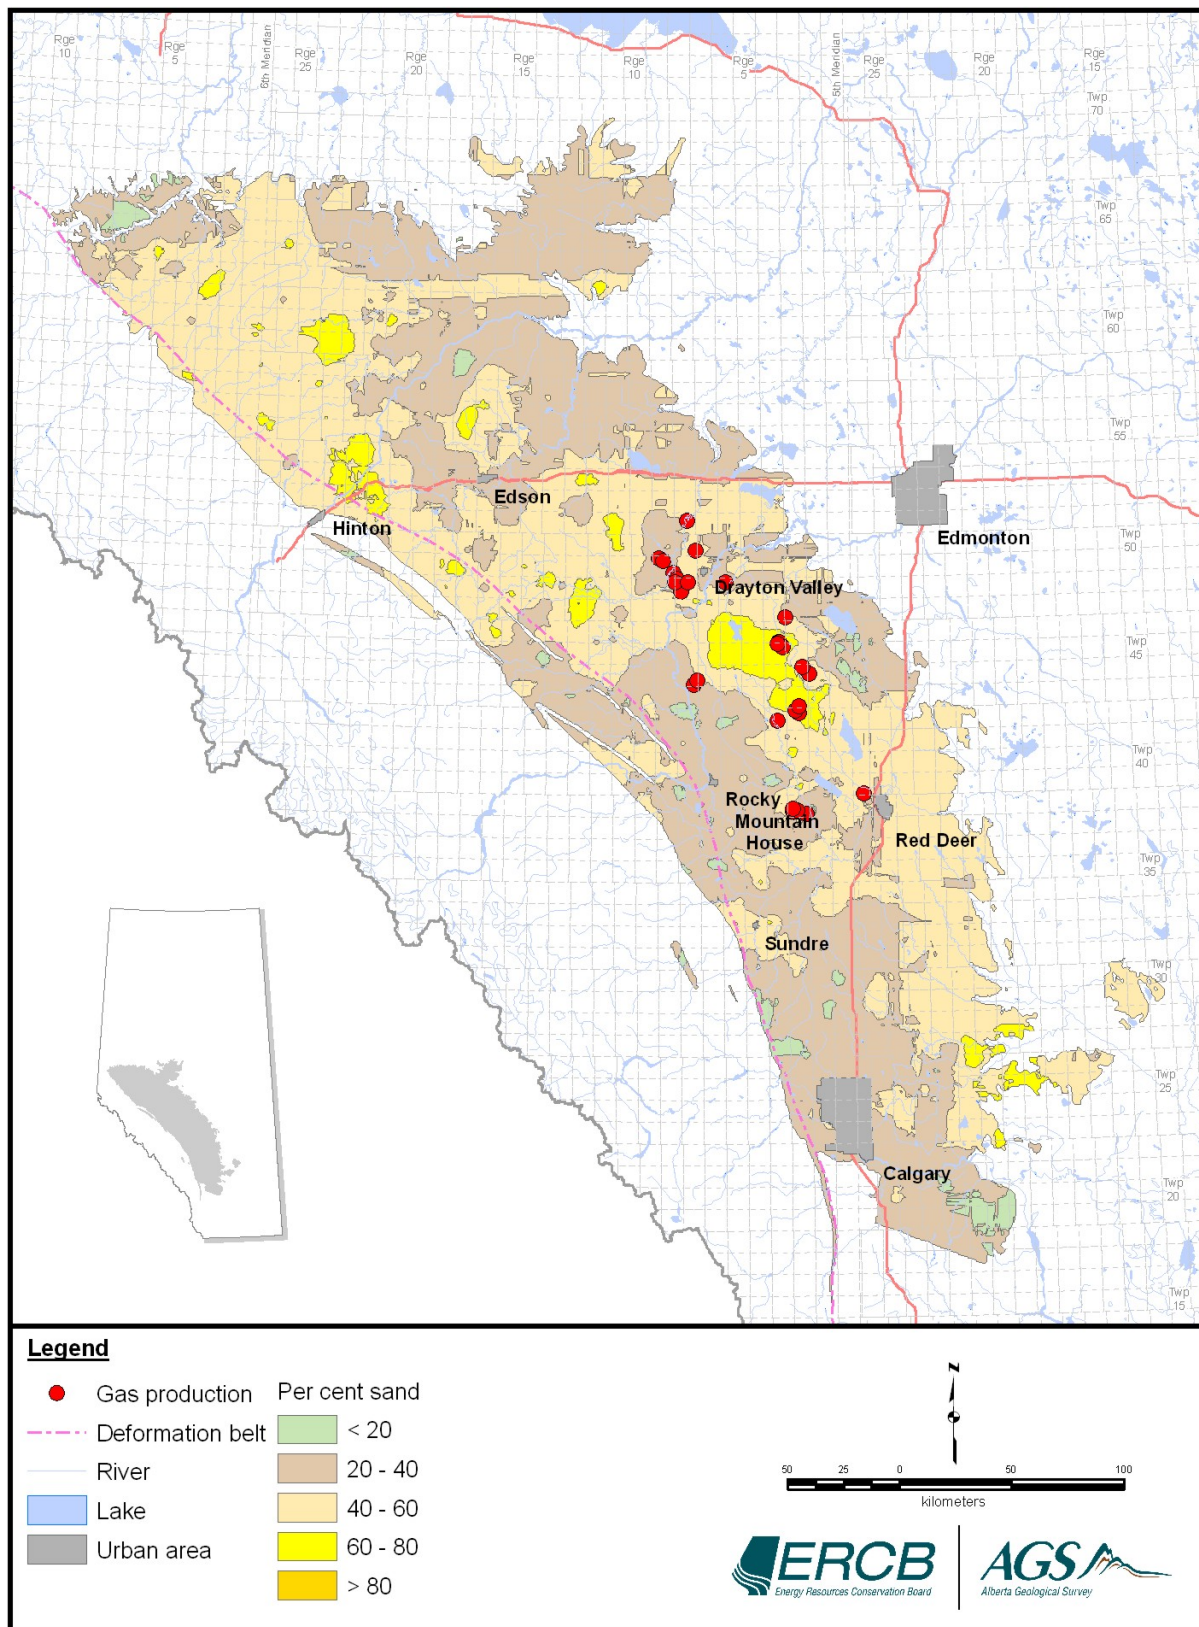 Rge
10
Rge
5
6th Meridian
Rge
25
Rge
20
Rge
15
Rge
10
Rge
5
5th Meridian
Rge
25
Rge
20
Rge
15
Twp
70
Twp
65
Twp
60
Twp
55
Edson
Hinton
Edmonton
Twp
50
Drayton Valley
Twp
45
Twp
40
Rocky
Mountain
House
Red Deer
Twp
35
Sundre
Twp
30
Twp
25
Calgary
Twp
20
Twp
15
Legend
Gas production
Deformation belt
River
Lake
Urban area
Per cent sand
< 20
20 - 40
40 - 60
60 - 80
> 80
N
50 25 0 50 100
kilometers
ERCB
Energy Resources Conservation Board
AGS
Alberta Geological Survey